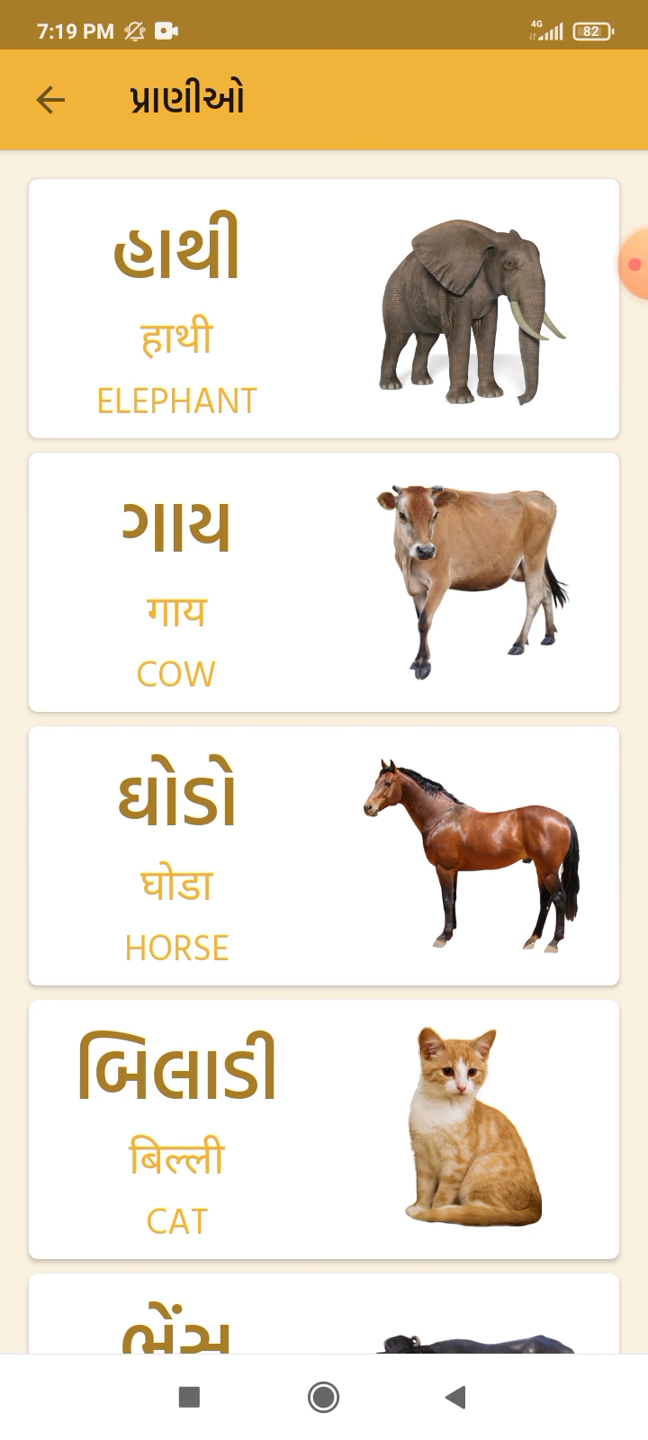 7:19 PM 4G 82
પ્રાણીઓ
હાથી
हाथी
ELEPHANT
ગાય
गाय
COW
ઘોડો
घोडा
HORSE
બિલાડી
बिल्ली
CAT
ભેંસ